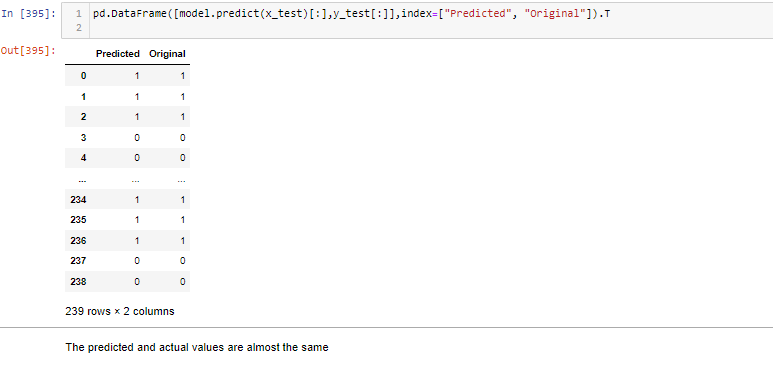 In [395]: 1 pd.DataFrame([model.predict(x_test)[:],y_test[:]],index=["Predicted", "Original"]).T
2
Out[395]:
Predicted Original
0 1 1
1 1 1
2 1 1
3 0 0
4 0 0
... ... ...
234 1 1
235 1 1
236 1 1
237 0 0
238 0 0
239 rows × 2 columns
The predicted and actual values are almost the same